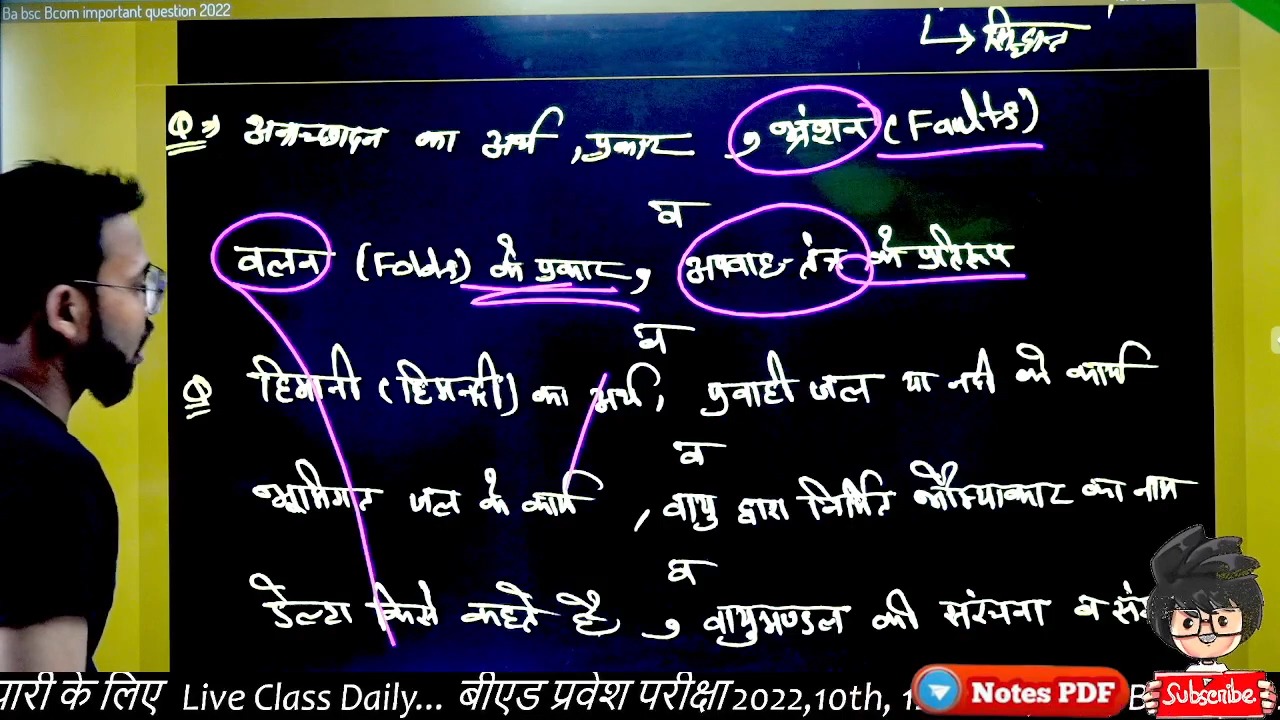 Ba bsc Bcom important question 2022
↳ सिद्धान्त
Q⇒ अनाच्छादन का अर्थ, प्रकार, भ्रंशन (Faults)
व
वलन (Folds) के प्रकार, अपवाह-तंत्र के प्रतिरूप
व
Q हिमानी (हिमनदी) का अर्थ, प्रवाही जल या नदी के कार्य
व
भूमिगत जल के कार्य, वायु द्वारा निर्मित भौम्याकार का नाम
व
डेल्टा किसे कहते है, वायुमण्डल की संरचना व सं
पारी के लिए Live Class Daily... बीएड प्रवेश परीक्षा 2022,10th, 1
Notes PDF
B
Subscribe